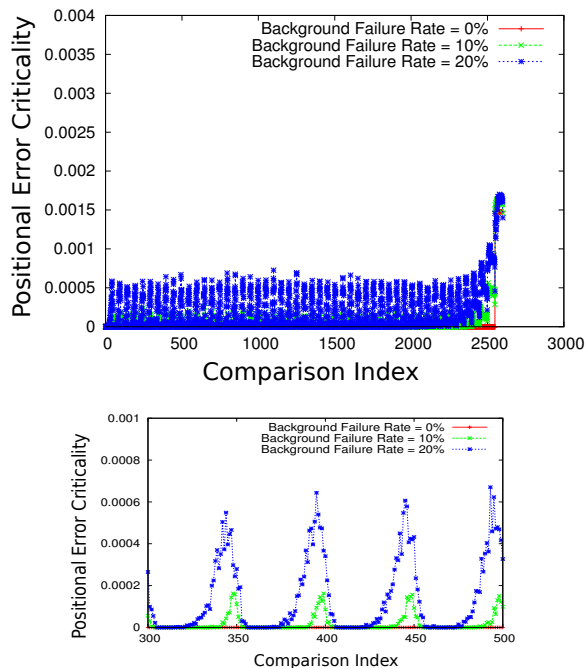 0.004
0.0035
0.003
0.0025
0.002
0.0015
0.001
0.0005
0
Positional Error Criticality
Background Failure Rate = 0%
Background Failure Rate = 10%
Background Failure Rate = 20%
0 500 1000 1500 2000 2500 3000
Comparison Index
0.001
0.0008
0.0006
0.0004
0.0002
0
Positional Error Criticality
Background Failure Rate = 0%
Background Failure Rate = 10%
Background Failure Rate = 20%
300 350 400 450 500
Comparison Index